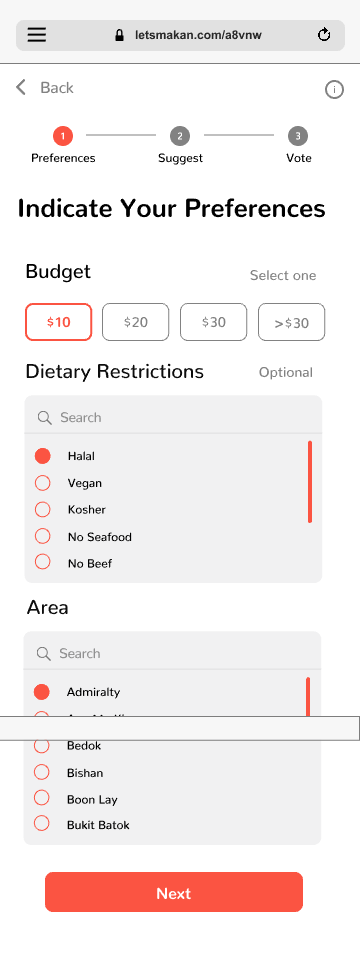 letsmakan.com/a8vnw
Back
1 2 3
Preferences Suggest Vote
Indicate Your Preferences
Budget Select one
$10 $20 $30 >$30
Dietary Restrictions Optional
Search
Halal
Vegan
Kosher
No Seafood
No Beef
Area
Search
Admiralty
Bedok
Bishan
Boon Lay
Bukit Batok
Next